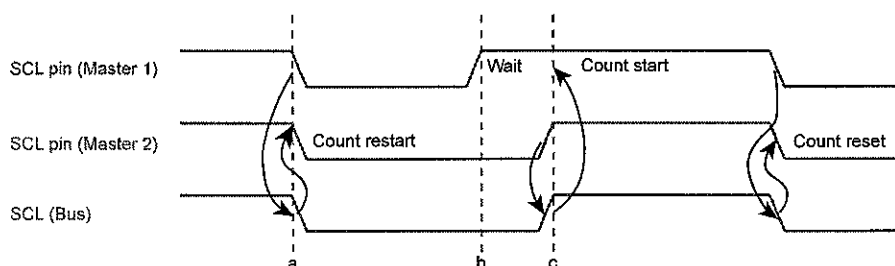 SCL pin (Master 1)
Wait
Count start
SCL pin (Master 2)
Count restart
Count reset
SCL (Bus)
a
b
c